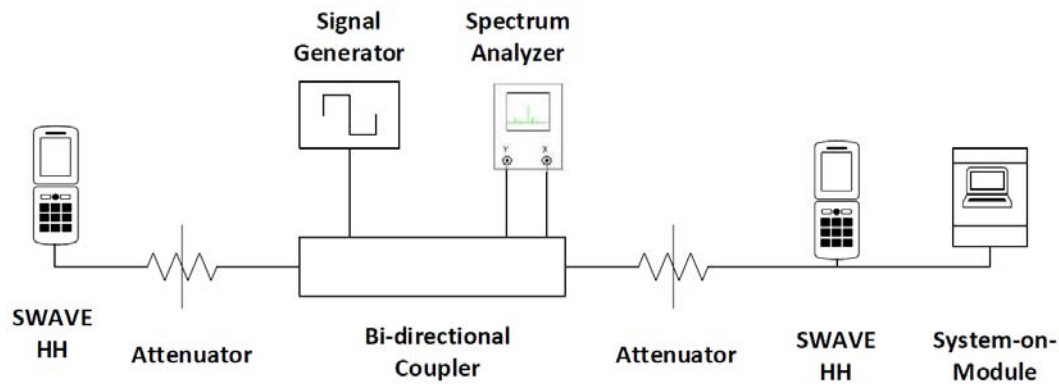 Signal
Generator
Spectrum
Analyzer
Y X
SWAVE
HH
Attenuator
Bi-directional
Coupler
Attenuator
SWAVE
HH
System-on-
Module